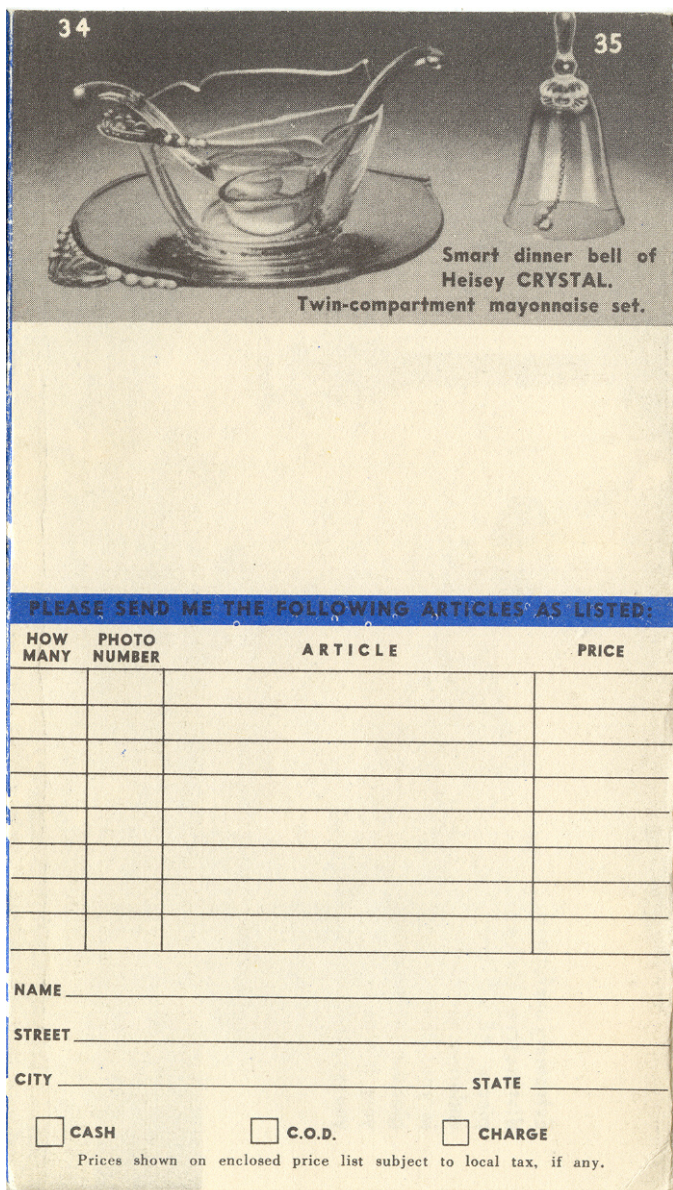 34
35
Smart dinner bell of
Heisey CRYSTAL.
Twin-compartment mayonnaise set.
PLEASE SEND ME THE FOLLOWING ARTICLES AS LISTED:
HOW MANY PHOTO NUMBER ARTICLE PRICE
NAME
STREET
CITY STATE
CASH C.O.D. CHARGE
Prices shown on enclosed price list subject to local tax, if any.